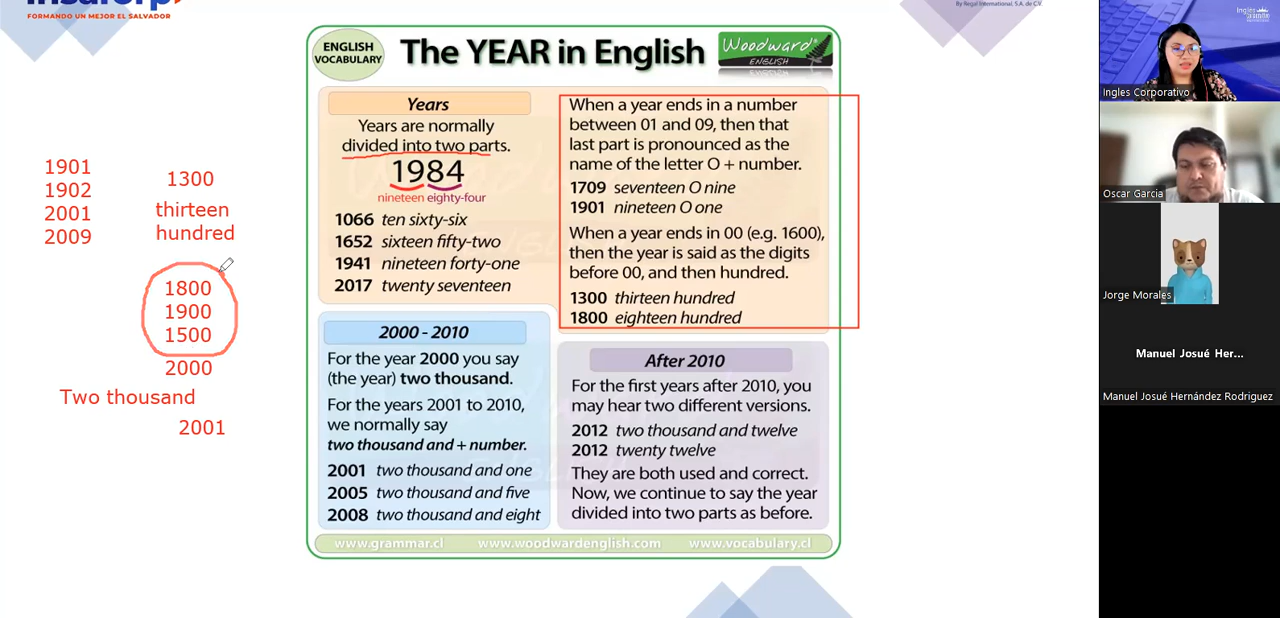 FORMANDO UN MEJOR EL SALVADOR
By Regal International, S.A. de C.V.
1901
1902
2001
2009
1300
thirteen
hundred
1800
1900
1500
2000
Two thousand
2001
ENGLISH
VOCABULARY
The YEAR in English
Woodward®
ENGLISH
Years
Years are normally
divided into two parts.
1984
nineteen eighty-four
1066 ten sixty-six
1652 sixteen fifty-two
1941 nineteen forty-one
2017 twenty seventeen
When a year ends in a number
between 01 and 09, then that
last part is pronounced as the
name of the letter O + number.
1709 seventeen O nine
1901 nineteen O one
When a year ends in 00 (e.g. 1600),
then the year is said as the digits
before 00, and then hundred.
1300 thirteen hundred
1800 eighteen hundred
2000 - 2010
For the year 2000 you say
(the year) two thousand.
For the years 2001 to 2010,
we normally say
two thousand and + number.
2001 two thousand and one
2005 two thousand and five
2008 two thousand and eight
After 2010
For the first years after 2010, you
may hear two different versions.
2012 two thousand and twelve
2012 twenty twelve
They are both used and correct.
Now, we continue to say the year
divided into two parts as before.
www.grammar.cl www.woodwardenglish.com www.vocabulary.cl
Ingles Corporativo
Oscar Garcia
Jorge Morales
Manuel Josué Her...
Manuel Josué Hernández Rodriguez